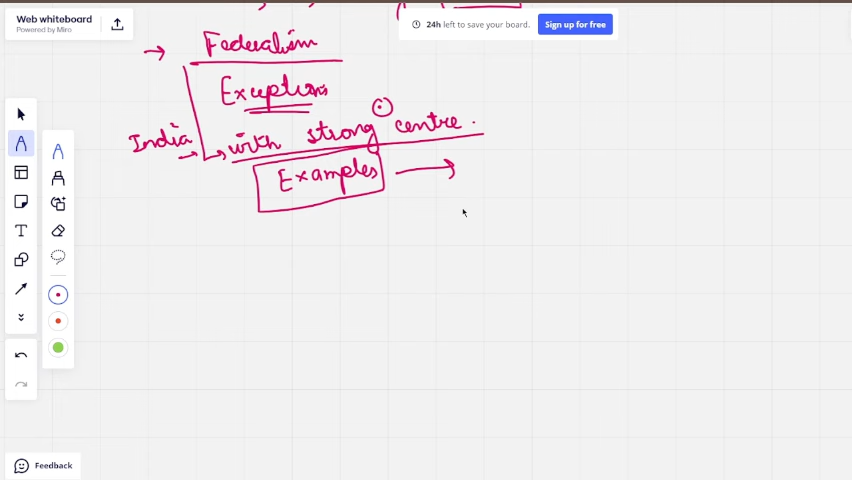 Web whiteboard
Powered by Miro
24h left to save your board.
Sign up for free
→ Federalism
Exceptions
India → with strong centre.
Examples →
T
Feedback